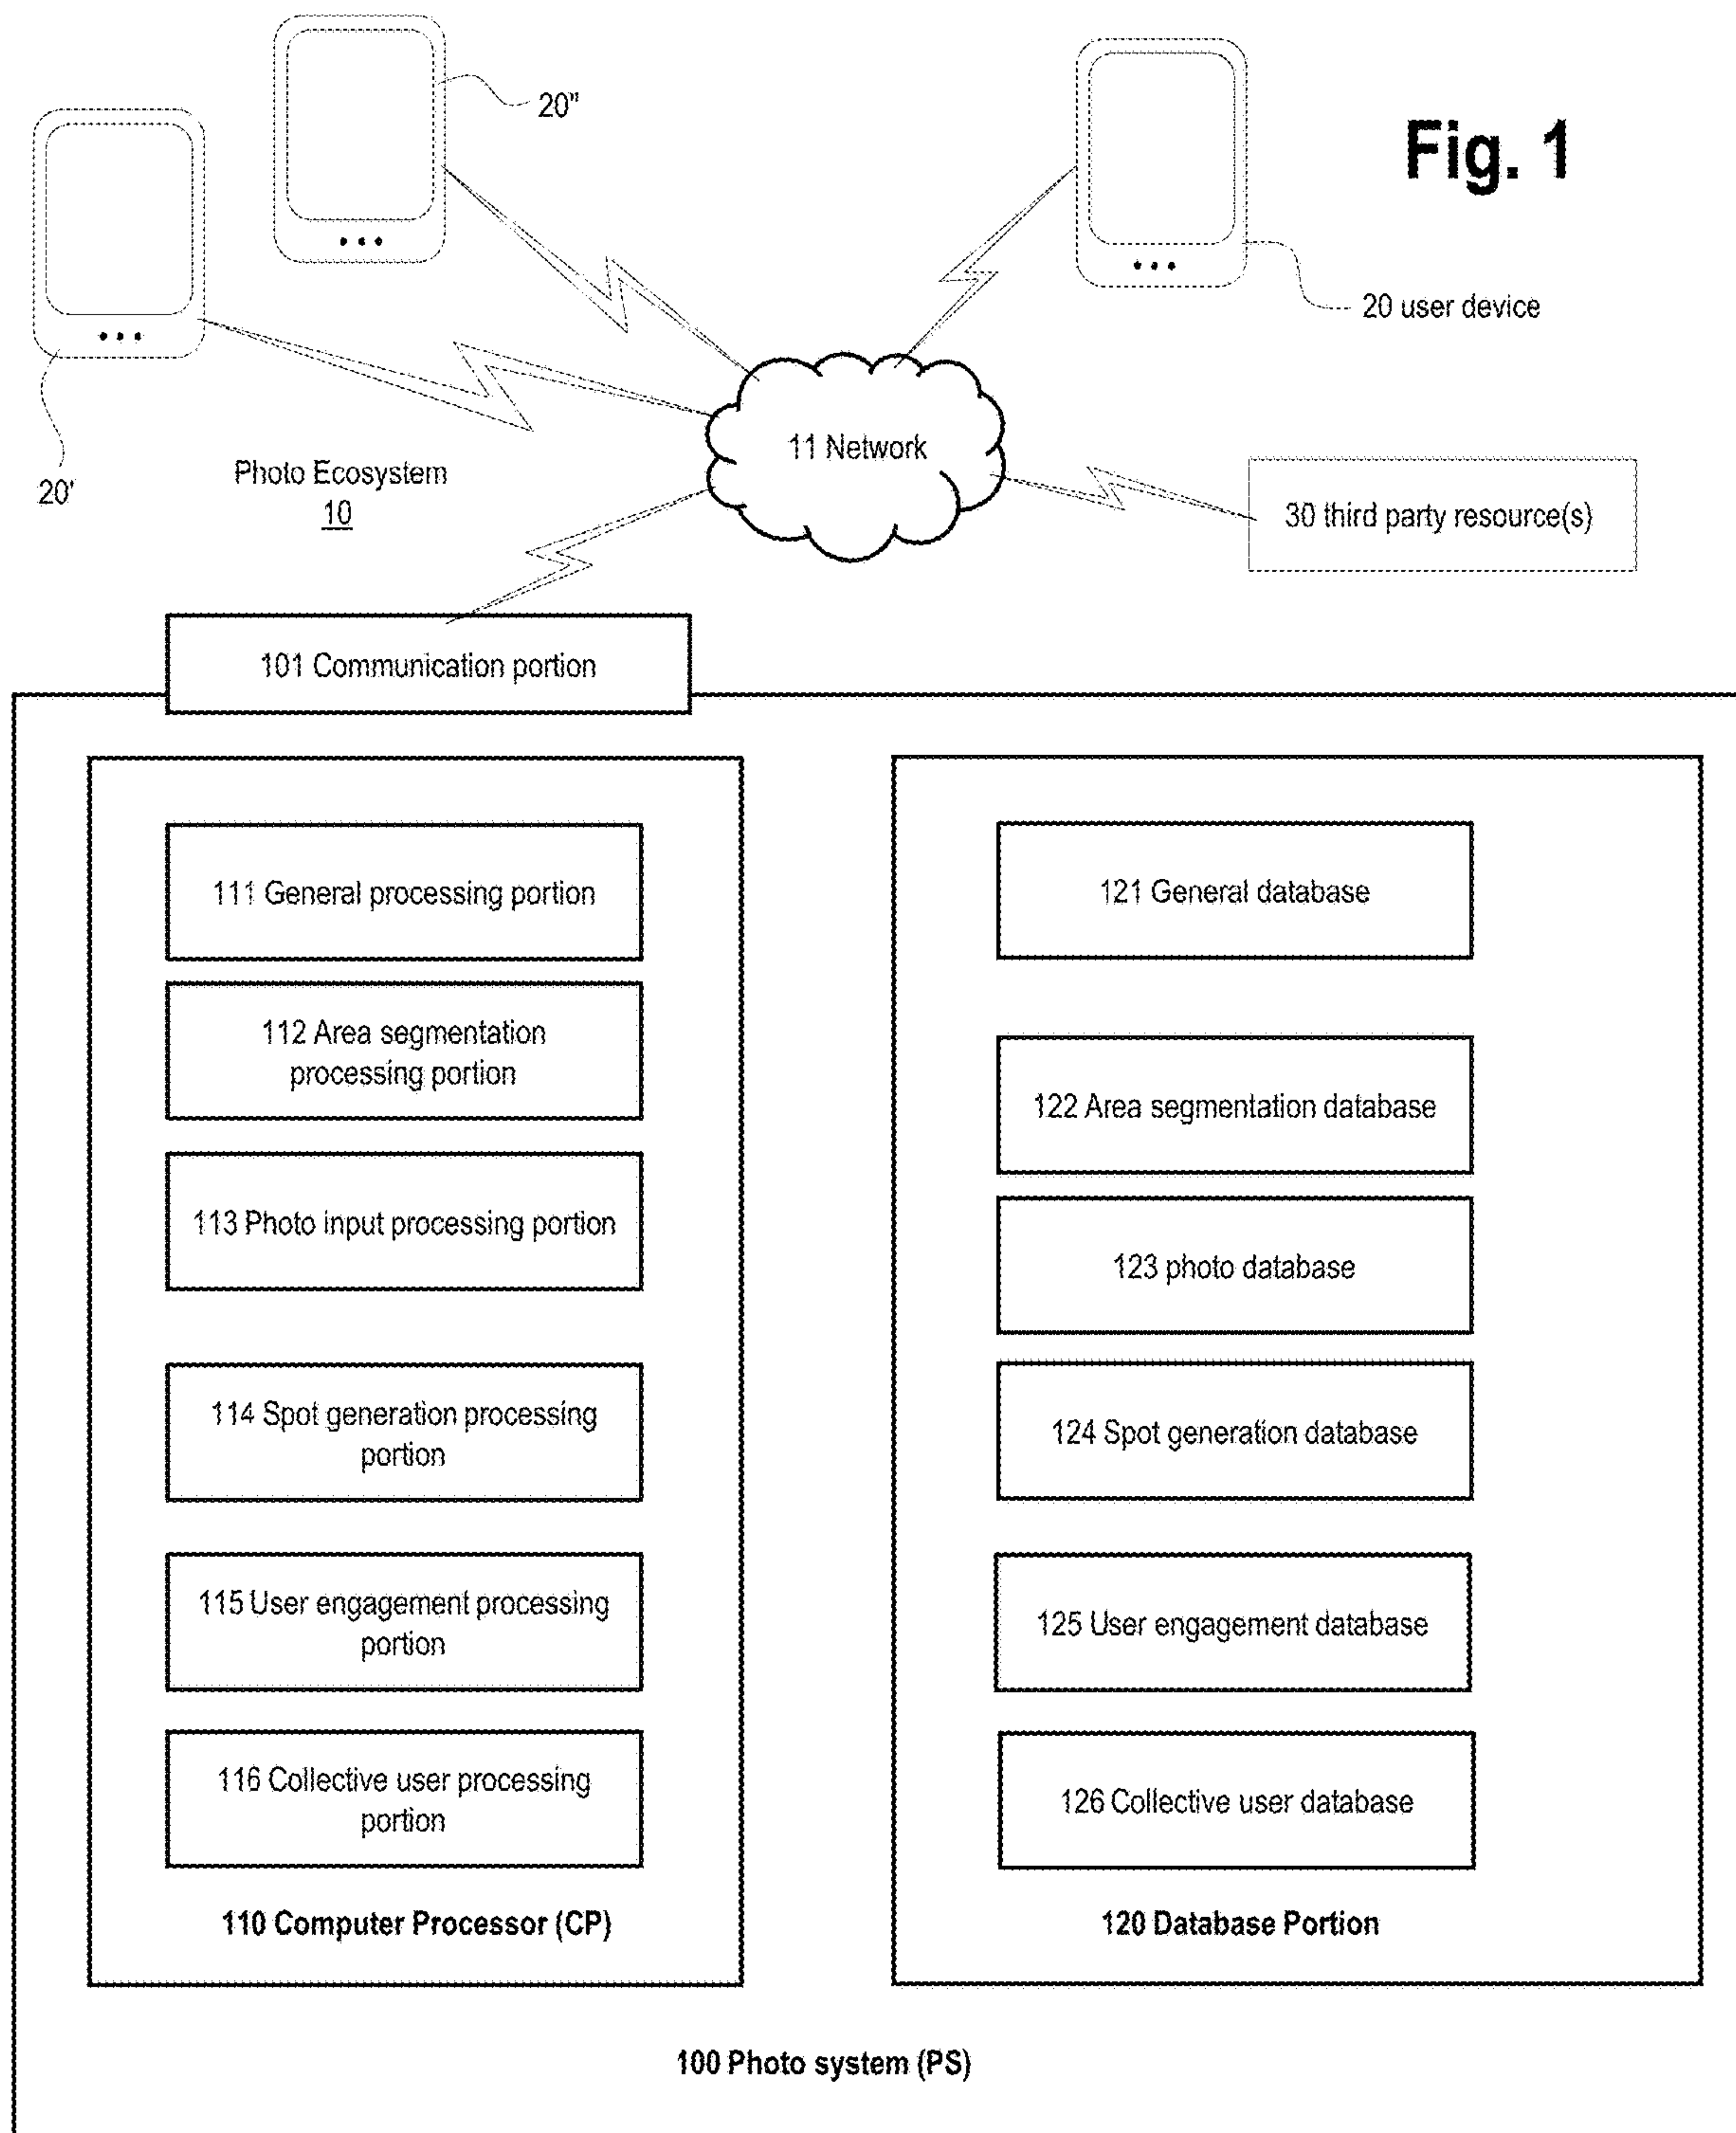 20"
Fig. 1
20 user device
11 Network
Photo Ecosystem
10
20'
30 third party resource(s)
101 Communication portion
111 General processing portion
112 Area segmentation
processing portion
113 Photo input processing portion
114 Spot generation processing
portion
115 User engagement processing
portion
116 Collective user processing
portion
110 Computer Processor (CP)
121 General database
122 Area segmentation database
123 photo database
124 Spot generation database
125 User engagement database
126 Collective user database
120 Database Portion
100 Photo system (PS)